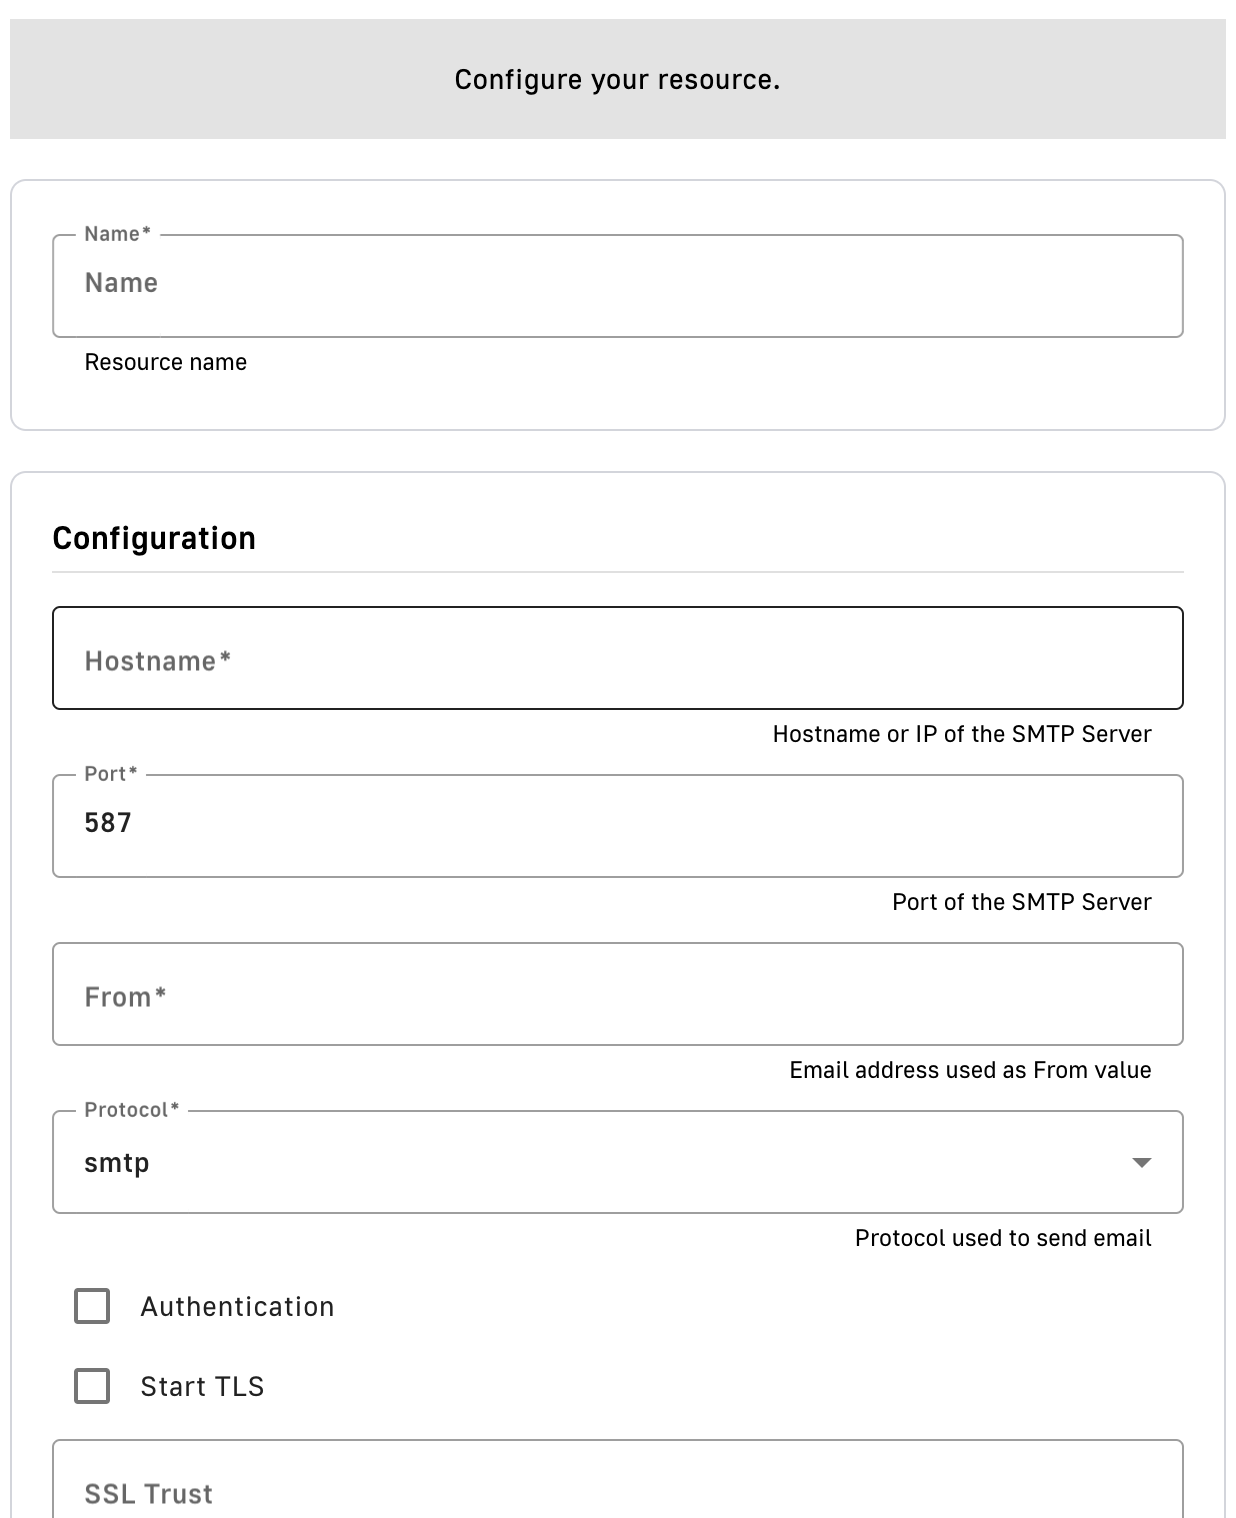 Configure your resource.
Name*
Name
Resource name
Configuration
Hostname*
Hostname or IP of the SMTP Server
Port*
587
Port of the SMTP Server
From*
Email address used as From value
Protocol*
smtp
Protocol used to send email
Authentication
Start TLS
SSL Trust